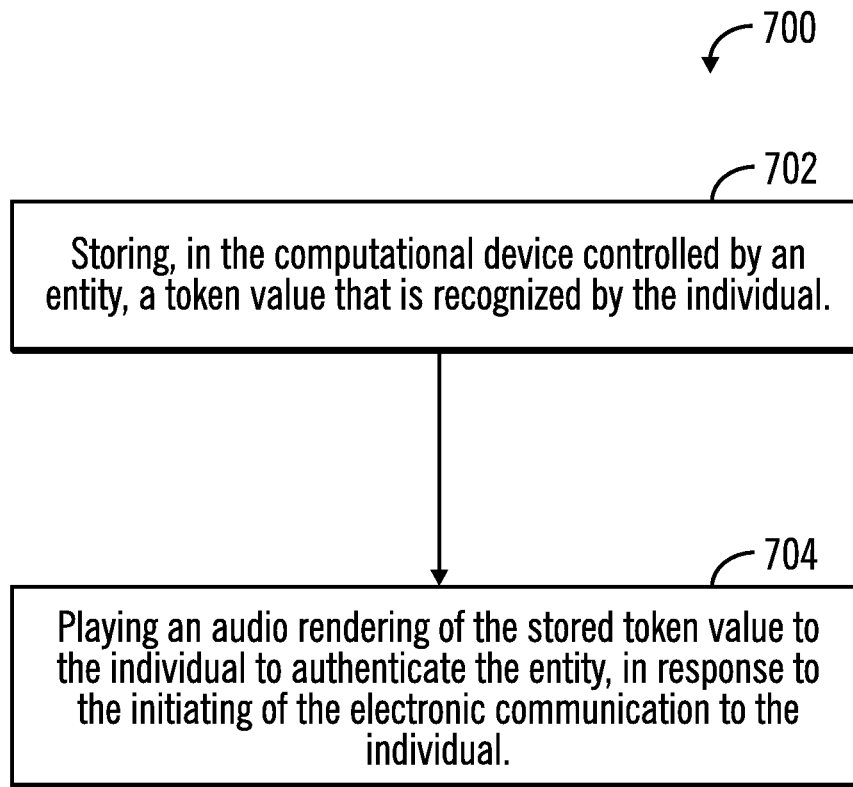 700
702
Storing, in the computational device controlled by an
entity, a token value that is recognized by the individual.
704
Playing an audio rendering of the stored token value to
the individual to authenticate the entity, in response to
the initiating of the electronic communication to the
individual.